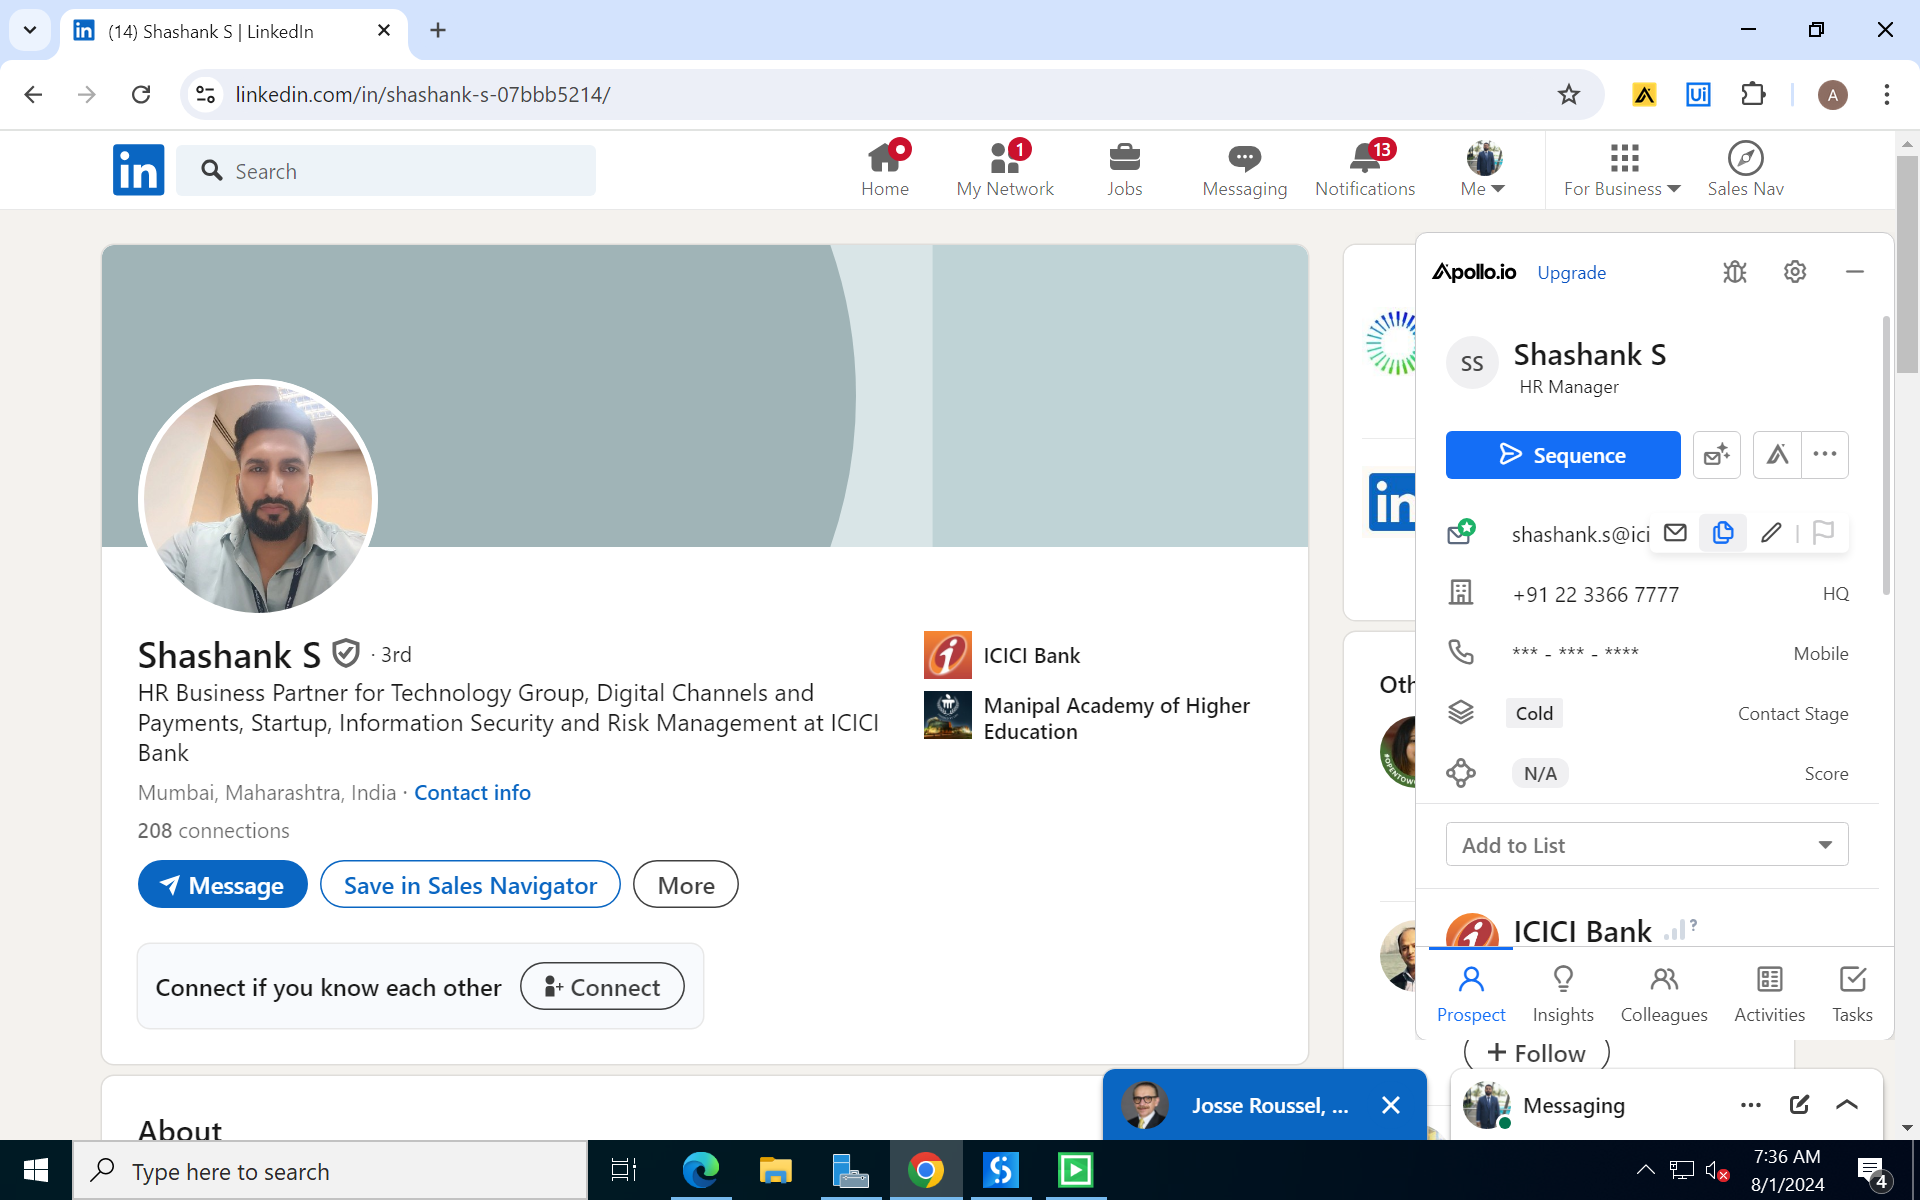 (14) Shashank S | LinkedIn
linkedin.com/in/shashank-s-07bbb5214/
Ui
A
in
Search
Home
1
My Network
Jobs
Messaging
13
Notifications
Me
For Business
Sales Nav
Apollo.io
Upgrade
SS
Shashank S
HR Manager
Sequence
shashank.s@ici
+91 22 3366 7777
HQ
*** - *** - ****
Mobile
Cold
Contact Stage
N/A
Score
Add to List
ICICI Bank
?
Prospect
Insights
Colleagues
Activities
Tasks
Shashank S · 3rd
HR Business Partner for Technology Group, Digital Channels and
Payments, Startup, Information Security and Risk Management at ICICI
Bank
Mumbai, Maharashtra, India · Contact info
208 connections
ICICI Bank
Manipal Academy of Higher
Education
Message
Save in Sales Navigator
More
Connect if you know each other
Connect
in
Oth
#OPENTOW
+ Follow
About
Josse Roussel, ...
Messaging
Type here to search
7:36 AM
8/1/2024
4